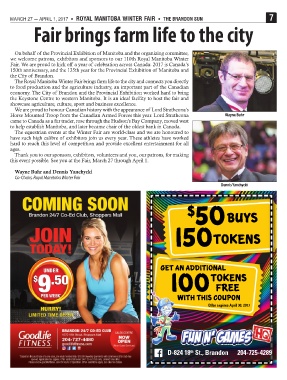 MARCH 27 — APRIL 1, 2017 • ROYAL MANITOBA WINTER FAIR • THE BRANDON SUN 7
Fair brings farm life to the city
On behalf of the Provincial Exhibition of Manitoba and the organizing committee,
we welcome patrons, exhibitors and sponsors to our 110th Royal Manitoba Winter
Fair. We are proud to kick off a year of celebration across Canada. 2017 is Canada's
150th anniversary, and the 135th year for the Provincial Exhibition of Manitoba and
the City of Brandon.
The Royal Manitoba Winter Fair brings farm life to the city and connects you directly
to food production and the agriculture industry, an important part of the Canadian
economy. The City of Brandon and the Provincial Exhibition worked hard to bring
the Keystone Centre to western Manitoba. It is an ideal facility to host the fair and
showcase agriculture, culture, sport and business excellence.
We are proud to honour Canadian history with the appearance of Lord Strathcona's
Horse Mounted Troop from the Canadian Armed Forces this year. Lord Strathcona
came to Canada as a fur trader, rose through the Hudson's Bay Company, moved west
to help establish Manitoba, and later became chair of the oldest bank in Canada.
The equestrian events at the Winter Fair are world-class and we are honoured to
have such high calibre of exhibitors join us every year. These athletes have worked
hard to reach this level of competition and provide excellent entertainment for all
ages.
Thank you to our sponsors, exhibitors, volunteers and you, our patrons, for making
this event possible. See you at the Fair, March 27 through April 1.
Wayne Buhr and Dennis Yanchycki
Co-Chairs, Royal Manitoba Winter Fair
Wayne Buhr
Dennis Yanchycki
COMING SOON
Brandon 24/7 Co-Ed Club, Shoppers Mall
JOIN
TODAY!
UNDER
$9.50
PER WEEK
HURRY!
LIMITED TIME OFFER
GoodLife
FITNESS
BRANDON 24/7 CO-ED CLUB
204-727-4480
goodlifefitness.com
NOW
OPEN
$50 BUYS
150 TOKENS
GET AN ADDITIONAL
100 TOKENS
FREE
WITH THIS COUPON
Offer expires April 30, 2017
FUN N' GAMES HQ
D-824 18th St., Brandon 204-725-4289